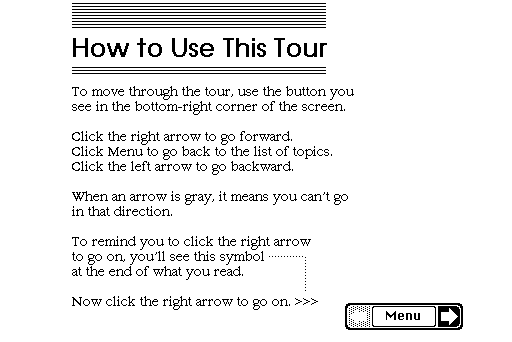 How to Use This Tour
To move through the tour, use the button you
see in the bottom-right corner of the screen.
Click the right arrow to go forward.
Click Menu to go back to the list of topics.
Click the left arrow to go backward.
When an arrow is gray, it means you can't go
in that direction.
To remind you to click the right arrow
to go on, you'll see this symbol
at the end of what you read.
Now click the right arrow to go on. >>>
Menu